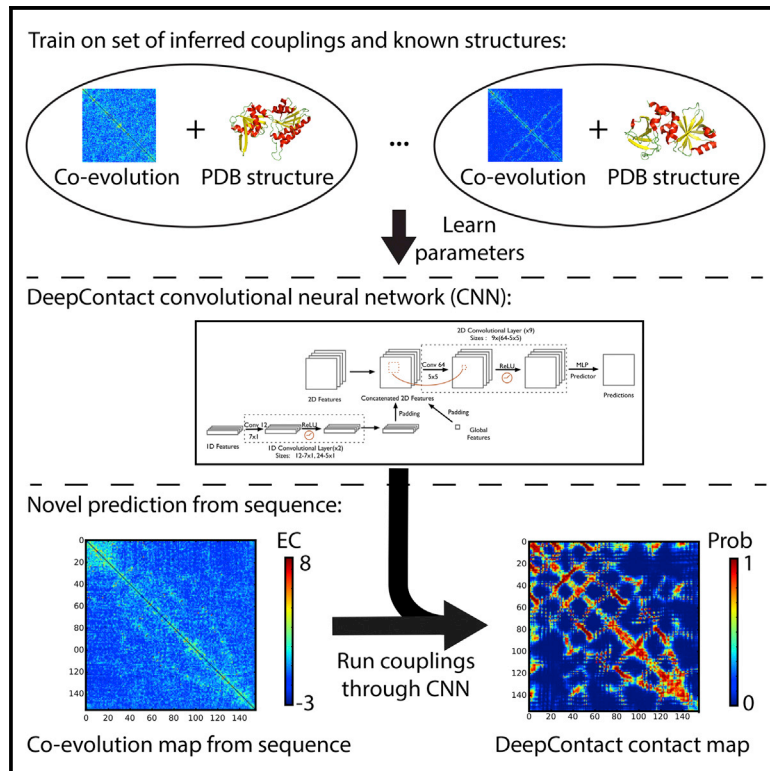 Train on set of inferred couplings and known structures:
+
...
+
Co-evolution PDB structure
Co-evolution PDB structure
Learn
parameters
DeepContact convolutional neural network (CNN):
2D Convolutional Layer (x9)
Sizes : 9x(64-5x5)
Conv 64
5x5
ReLU
MLP
Predictor
2D Features
Concatenated 2D Features
Predictions
Padding
Padding
Conv 12
7x1
ReLU
1D Features
1D Convolutional Layer(x2)
Sizes: 12-7x1, 24-5x1
Global
Features
Novel prediction from sequence:
EC
8
-3
0
20
40
60
80
100
120
140
0 20 40 60 80 100 120 140
Co-evolution map from sequence
Run couplings
through CNN
Prob
1
0
0
20
40
60
80
100
120
140
0 20 40 60 80 100 120 140
DeepContact contact map